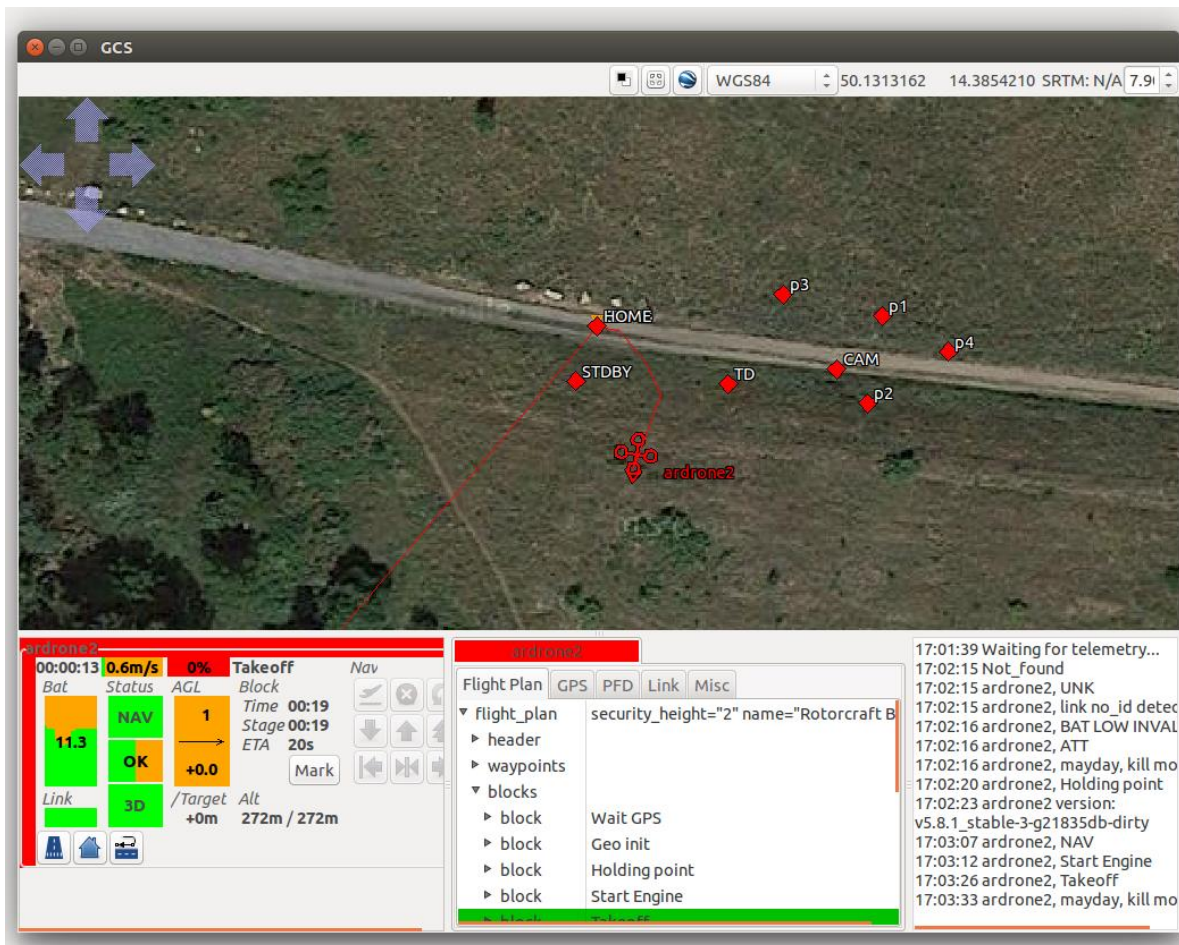 GCS
WGS84 50.1313162 14.3854210 SRTM: N/A
p3
p1
HOME
p4
CAM
STDBY
TD
p2
ardrone2
ardrone2
00:00:13 0.6m/s 0% Takeoff Nav
Bat Status AGL Block
NAV 1 Time 00:19
Stage 00:19
11.3 ETA 20s
OK +0.0 Mark
Link 3D /Target Alt
+0m 272m / 272m
ardrone2
Flight Plan GPS PFD Link Misc
flight_plan security_height="2" name="Rotorcraft B
header
waypoints
blocks
block Wait GPS
block Geo init
block Holding point
block Start Engine
block Takeoff
17:01:39 Waiting for telemetry...
17:02:15 Not_found
17:02:15 ardrone2, UNK
17:02:15 ardrone2, link no_id detec
17:02:16 ardrone2, BAT LOW INVAL
17:02:16 ardrone2, ATT
17:02:16 ardrone2, mayday, kill mo
17:02:20 ardrone2, Holding point
17:02:23 ardrone2 version:
v5.8.1_stable-3-g21835db-dirty
17:03:07 ardrone2, NAV
17:03:12 ardrone2, Start Engine
17:03:26 ardrone2, Takeoff
17:03:33 ardrone2, mayday, kill mo